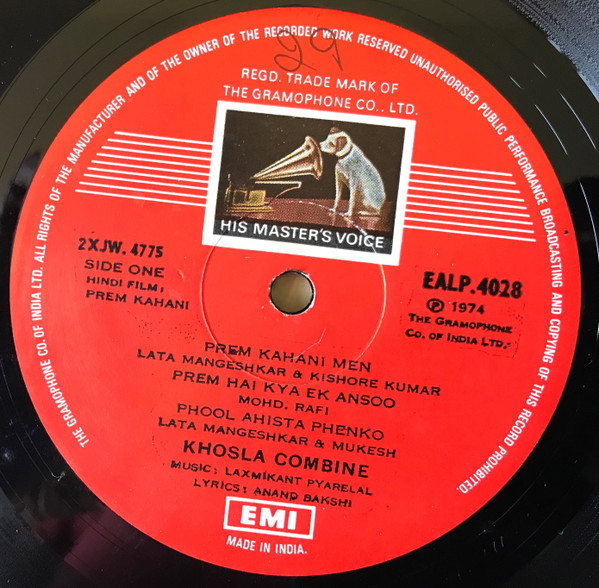 THE GRAMOPHONE CO. OF INDIA LTD. ALL RIGHTS OF THE MANUFACTURER AND OF THE OWNER OF THE RECORDED WORK RESERVED UNAUTHORISED PUBLIC PERFORMANCE BROADCASTING AND COPYING OF THIS RECORD PROHIBITED.
29
REGD. TRADE MARK OF
THE GRAMOPHONE CO., LTD.
HIS MASTER'S VOICE
2XJW. 4775
SIDE ONE
HINDI FILM;
PREM KAHANI
EALP.4028
Ⓟ 1974
THE GRAMOPHONE
CO. OF INDIA LTD.
PREM KAHANI MEN
LATA MANGESHKAR & KISHORE KUMAR
PREM HAI KYA EK ANSOO
MOHD. RAFI
PHOOL AHISTA PHENKO
LATA MANGESHKAR & MUKESH
KHOSLA COMBINE
MUSIC; LAXMIKANT PYARELAL
LYRICS; ANAND BAKSHI
EMI
MADE IN INDIA.